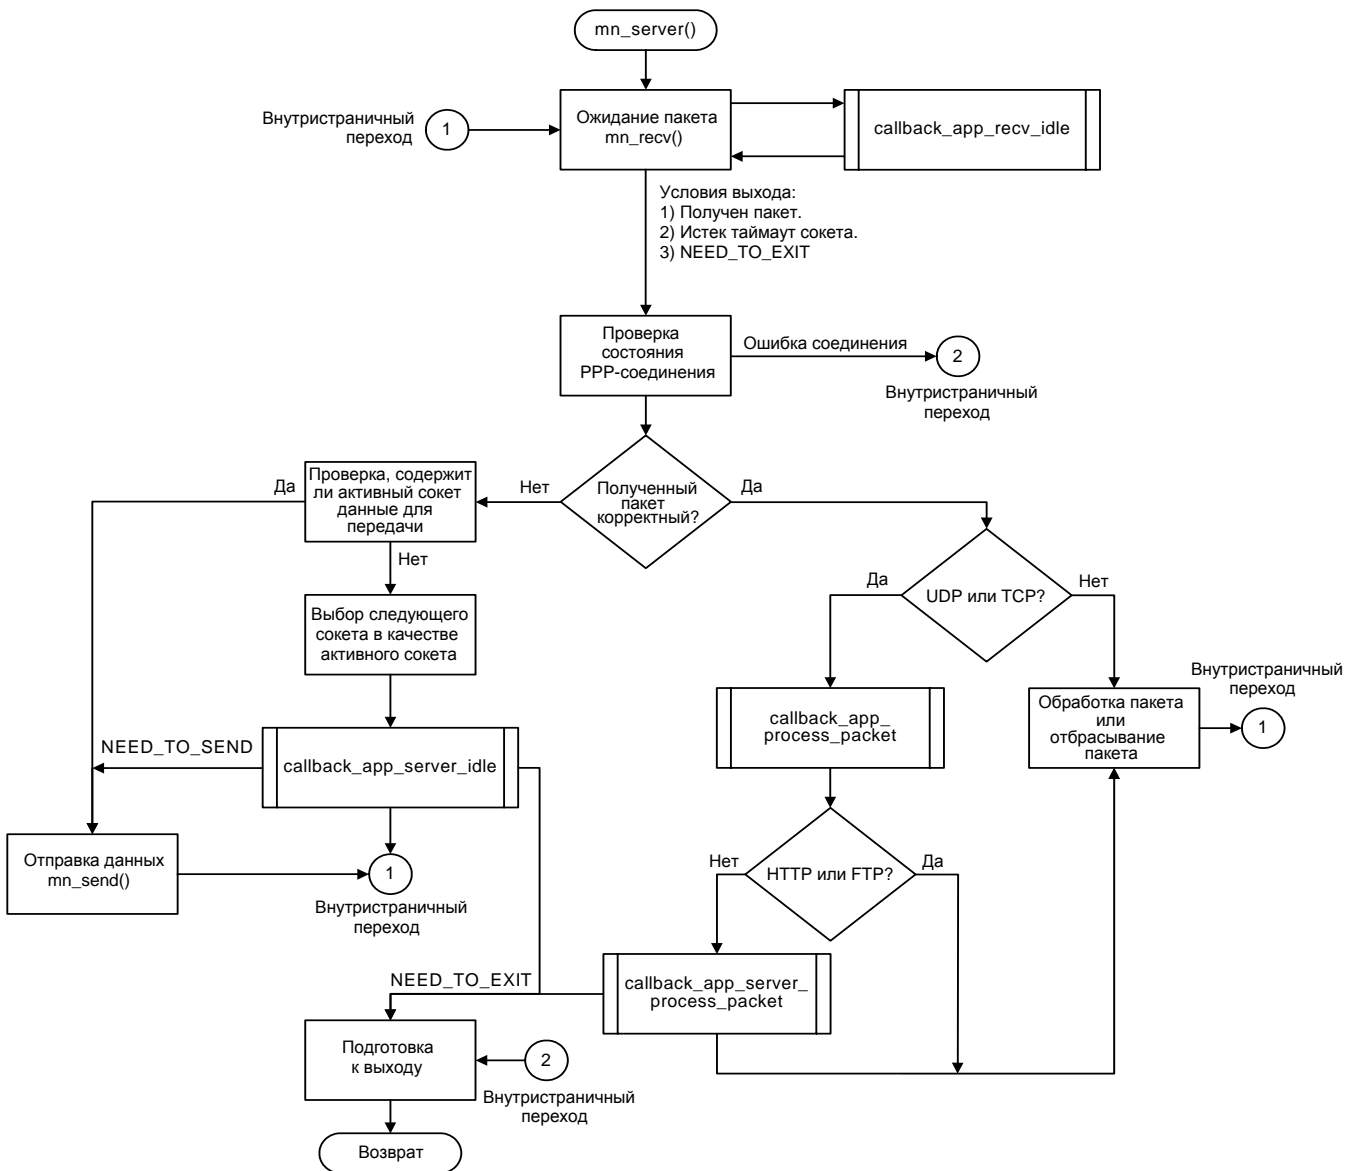 mn_server()
Внутристраничный
переход
1
Ожидание пакета
mn_recv()
callback_app_recv_idle
Условия выхода:
1) Получен пакет.
2) Истек таймаут сокета.
3) NEED_TO_EXIT
Проверка
состояния
PPP-соединения
Ошибка соединения
2
Внутристраничный
переход
Да
Проверка, содержит
ли активный сокет
данные для
передачи
Нет
Полученный
пакет
корректный?
Да
Нет
Да
UDP или TCP?
Нет
Выбор следующего
сокета в качестве
активного сокета
Внутристраничный
переход
callback_app_
process_packet
Обработка пакета
или
отбрасывание
пакета
1
NEED_TO_SEND
callback_app_server_idle
Отправка данных
mn_send()
1
Внутристраничный
переход
Нет
HTTP или FTP?
Да
NEED_TO_EXIT
callback_app_server_
process_packet
Подготовка
к выходу
2
Внутристраничный
переход
Возврат